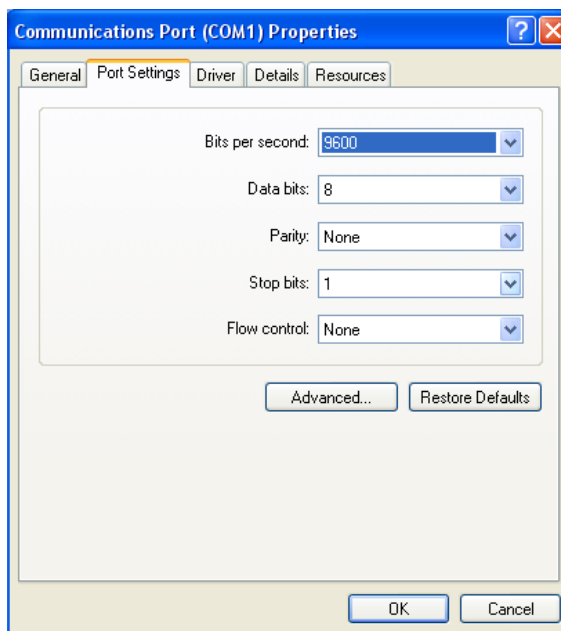 Communications Port (COM1) Properties
General Port Settings Driver Details Resources
Bits per second: 9600
Data bits: 8
Parity: None
Stop bits: 1
Flow control: None
Advanced... Restore Defaults
OK Cancel